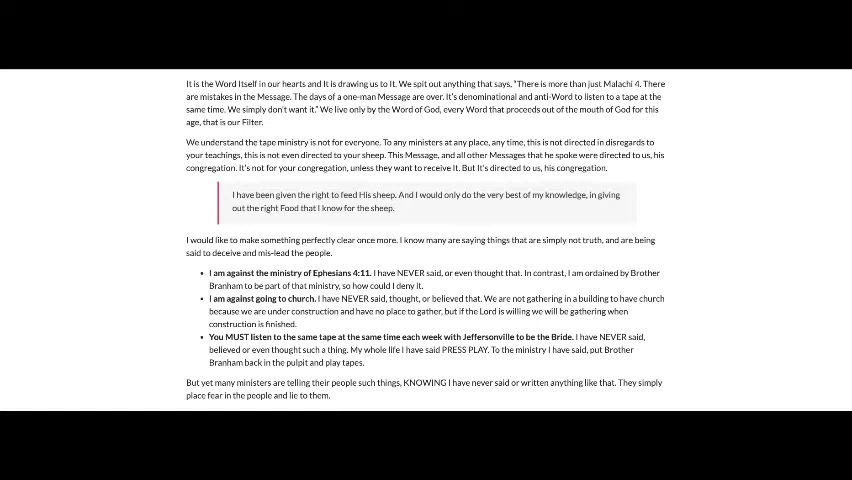 It is the Word Itself in our hearts and It is drawing us to It. We spit out anything that says, "There is more than just Malachi 4. There
are mistakes in the Message. The days of a one-man Message are over. It's denominational and anti-Word to listen to a tape at the
same time. We simply don't want it." We live only by the Word of God, every Word that proceeds out of the mouth of God for this
age, that is our Filter.
We understand the tape ministry is not for everyone. To any ministers at any place, any time, this is not directed in disregards to
your teachings, this is not even directed to your sheep. This Message, and all other Messages that he spoke were directed to us, his
congregation. It's not for your congregation, unless they want to receive It. But It's directed to us, his congregation.
I have been given the right to feed His sheep. And I would only do the very best of my knowledge, in giving
out the right Food that I know for the sheep.
I would like to make something perfectly clear once more. I know many are saying things that are simply not truth, and are being
said to deceive and mis-lead the people.
• I am against the ministry of Ephesians 4:11. I have NEVER said, or even thought that. In contrast, I am ordained by Brother
Branham to be part of that ministry, so how could I deny it.
• I am against going to church. I have NEVER said, thought, or believed that. We are not gathering in a building to have church
because we are under construction and have no place to gather, but if the Lord is willing we will be gathering when
construction is finished.
• You MUST listen to the same tape at the same time each week with Jeffersonville to be the Bride. I have NEVER said,
believed or even thought such a thing. My whole life I have said PRESS PLAY. To the ministry I have said, put Brother
Branham back in the pulpit and play tapes.
But yet many ministers are telling their people such things, KNOWING I have never said or written anything like that. They simply
place fear in the people and lie to them.